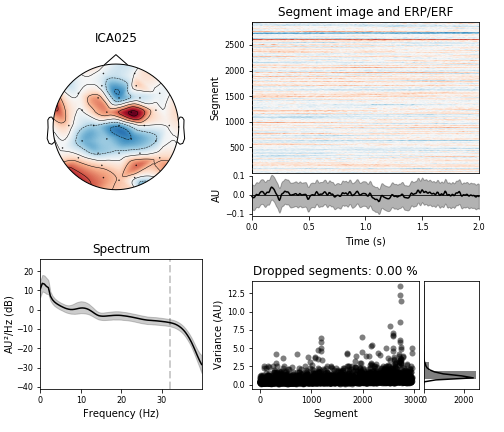 ICA025
Segment image and ERP/ERF
Segment
2500
2000
1500
1000
500
AU
0.1
0.0
−0.1
0.0 0.5 1.0 1.5 2.0
Time (s)
Spectrum
AU²/Hz (dB)
20
10
0
−10
−20
−30
−40
0 10 20 30
Frequency (Hz)
Dropped segments: 0.00 %
Variance (AU)
12.5
10.0
7.5
5.0
2.5
0.0
0 1000 2000 3000
Segment
0 2000